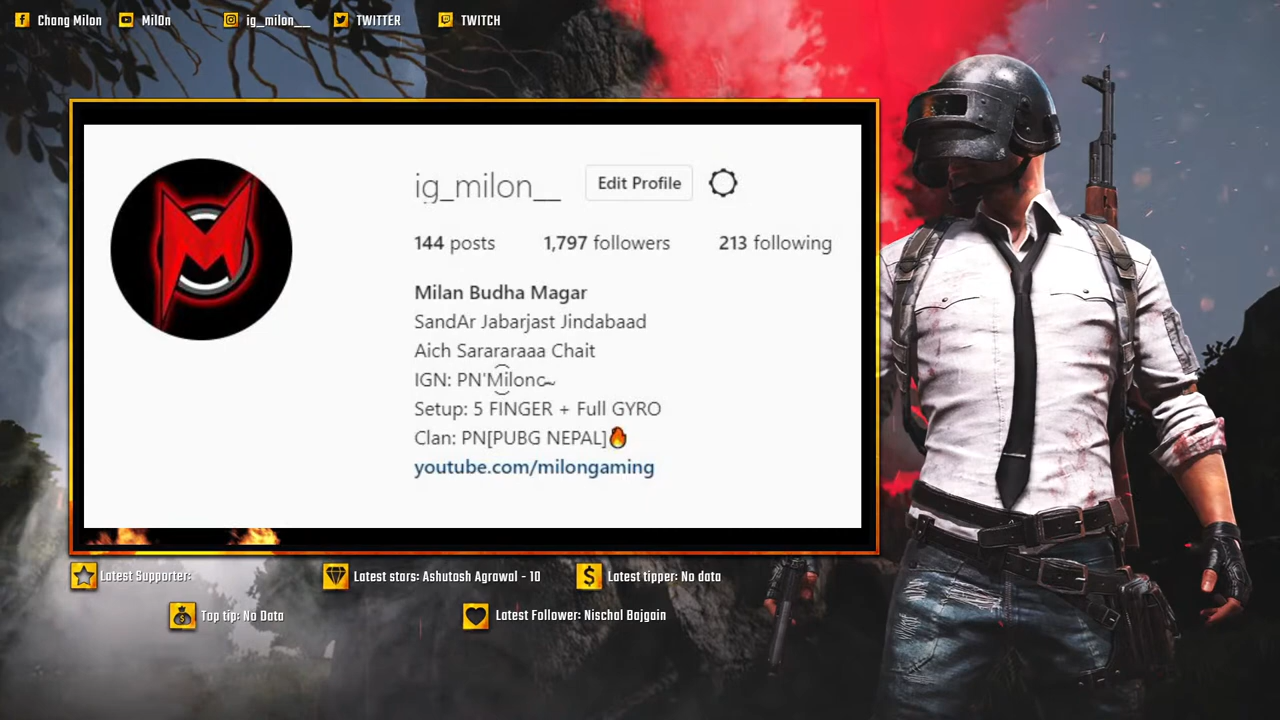 Chang Milon
MilOn
ig_milon__
TWITTER
TWITCH
ig_milon__
Edit Profile
144 posts 1,797 followers 213 following
Milan Budha Magar
SandAr Jabarjast Jindabaad
Aich Sarararaaa Chait
IGN: PN'M͜͡ilonc~
Setup: 5 FINGER + Full GYRO
Clan: PN[PUBG NEPAL]🔥
youtube.com/milongaming
Latest Supporter:
Latest stars: Ashutosh Agrawal - 10
Latest tipper: No data
Top tip: No Data
Latest Follower: Nischal Bajgain